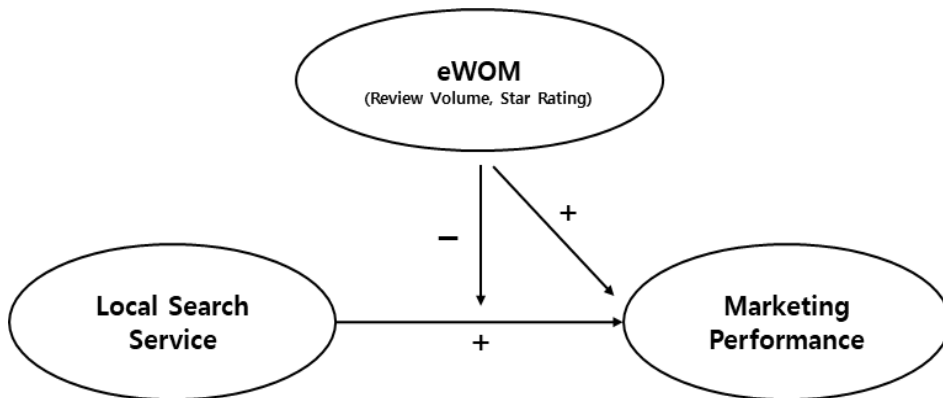 eWOM
(Review Volume, Star Rating)
−
+
Local Search
Service
+
Marketing
Performance